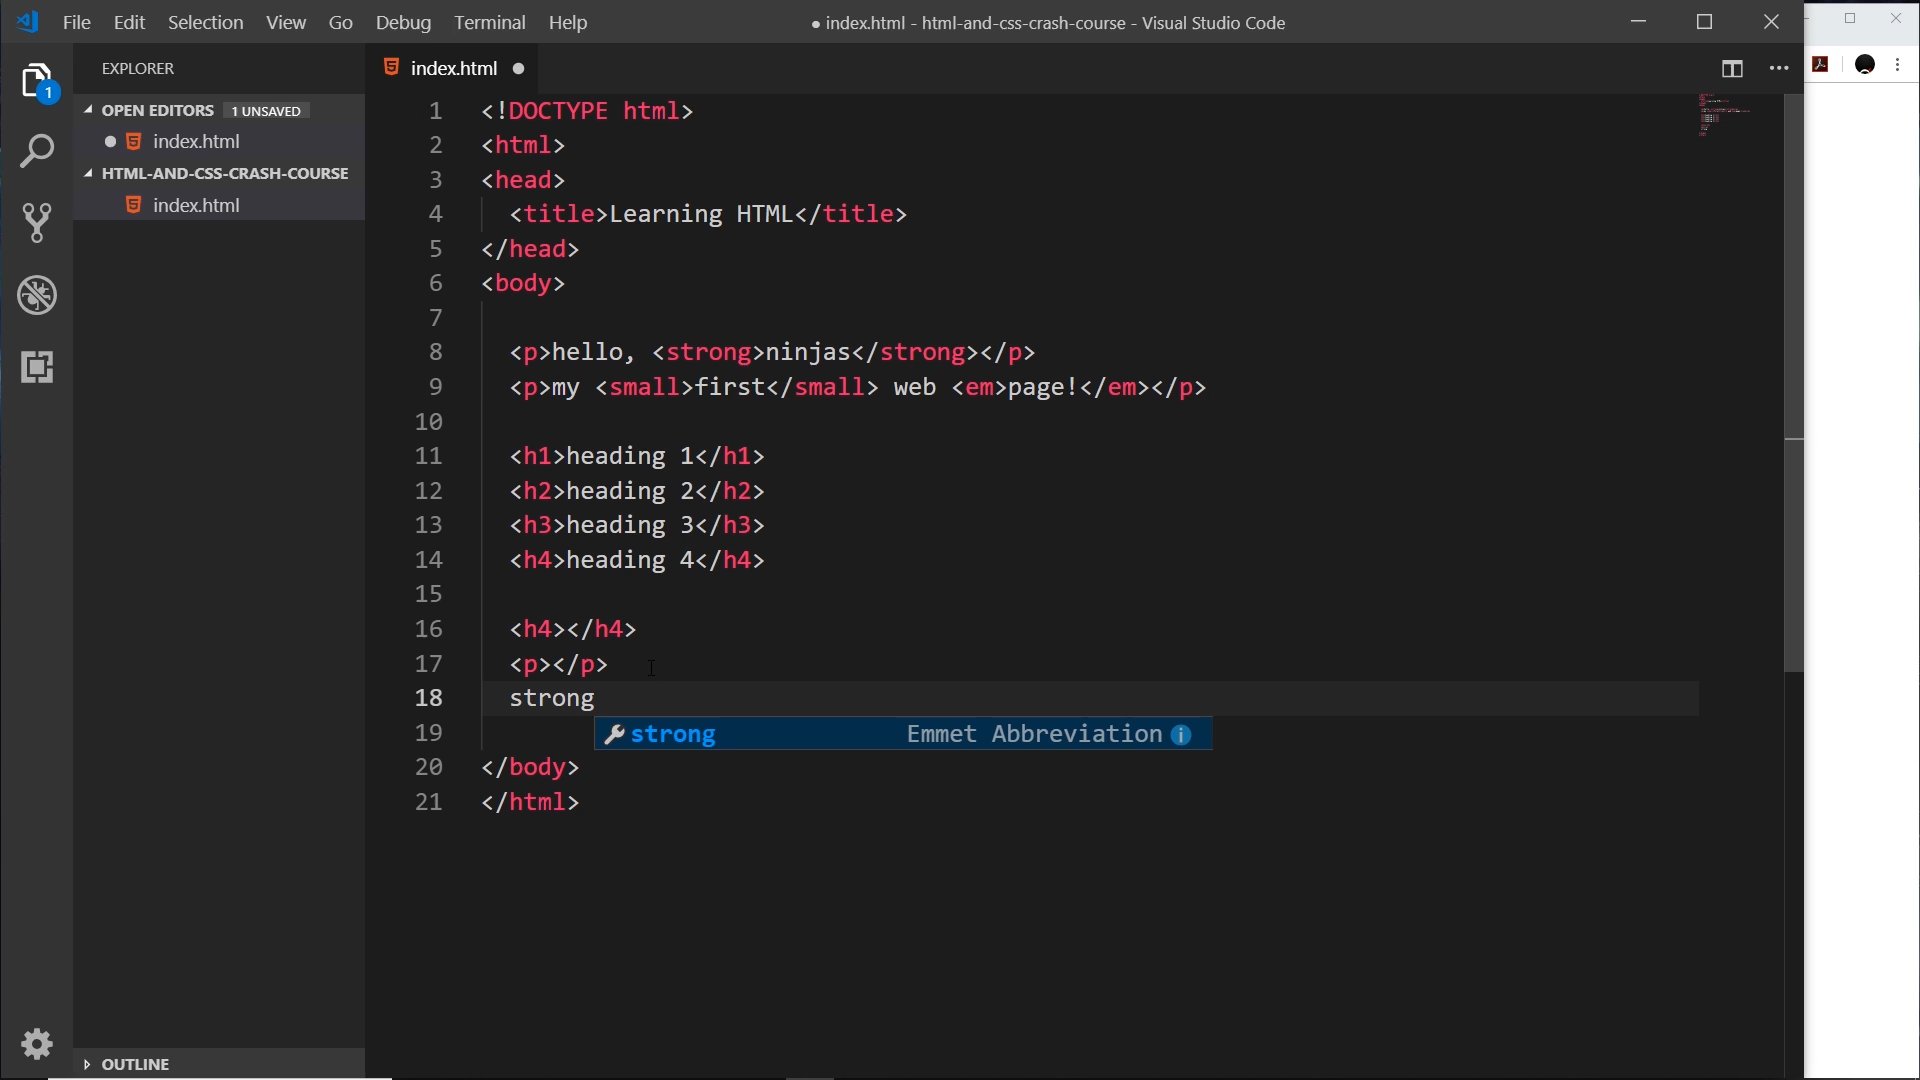 File Edit Selection View Go Debug Terminal Help
● index.html - html-and-css-crash-course - Visual Studio Code
EXPLORER
1
OPEN EDITORS 1 UNSAVED
index.html
HTML-AND-CSS-CRASH-COURSE
index.html
OUTLINE
index.html
1 <!DOCTYPE html>
2 <html>
3 <head>
4 <title>Learning HTML</title>
5 </head>
6 <body>
7
8 <p>hello, <strong>ninjas</strong></p>
9 <p>my <small>first</small> web <em>page!</em></p>
10
11 <h1>heading 1</h1>
12 <h2>heading 2</h2>
13 <h3>heading 3</h3>
14 <h4>heading 4</h4>
15
16 <h4></h4>
17 <p></p>
18 strong
19 strong Emmet Abbreviation
20 </body>
21 </html>